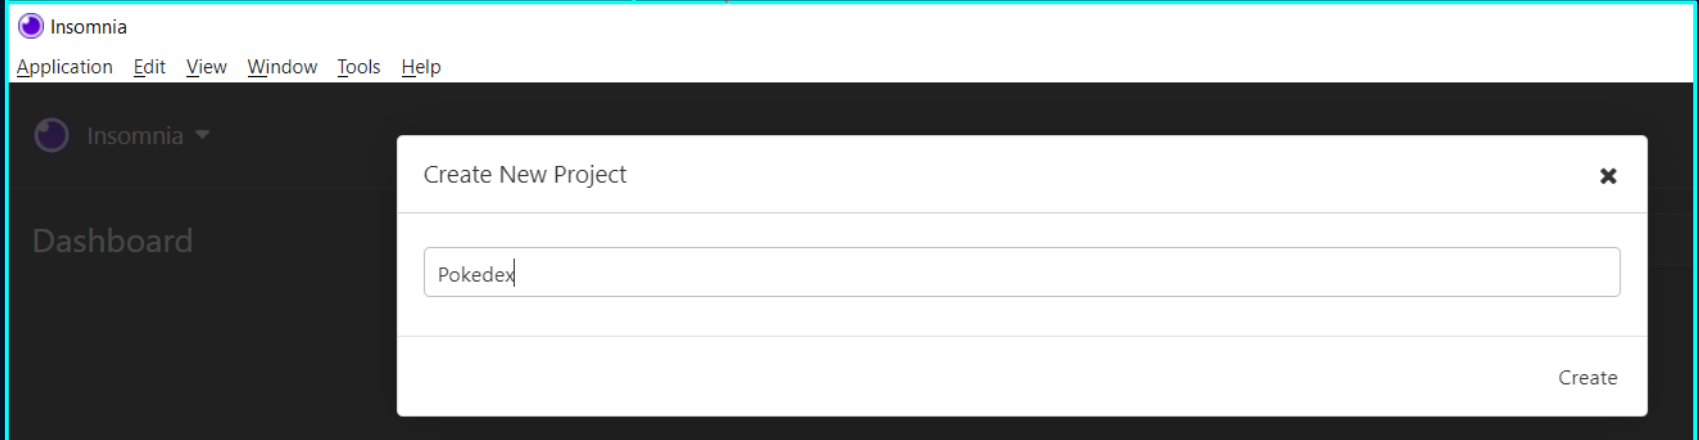 Insomnia
Application Edit View Window Tools Help
Insomnia
Create New Project
Dashboard
Pokedex
Create